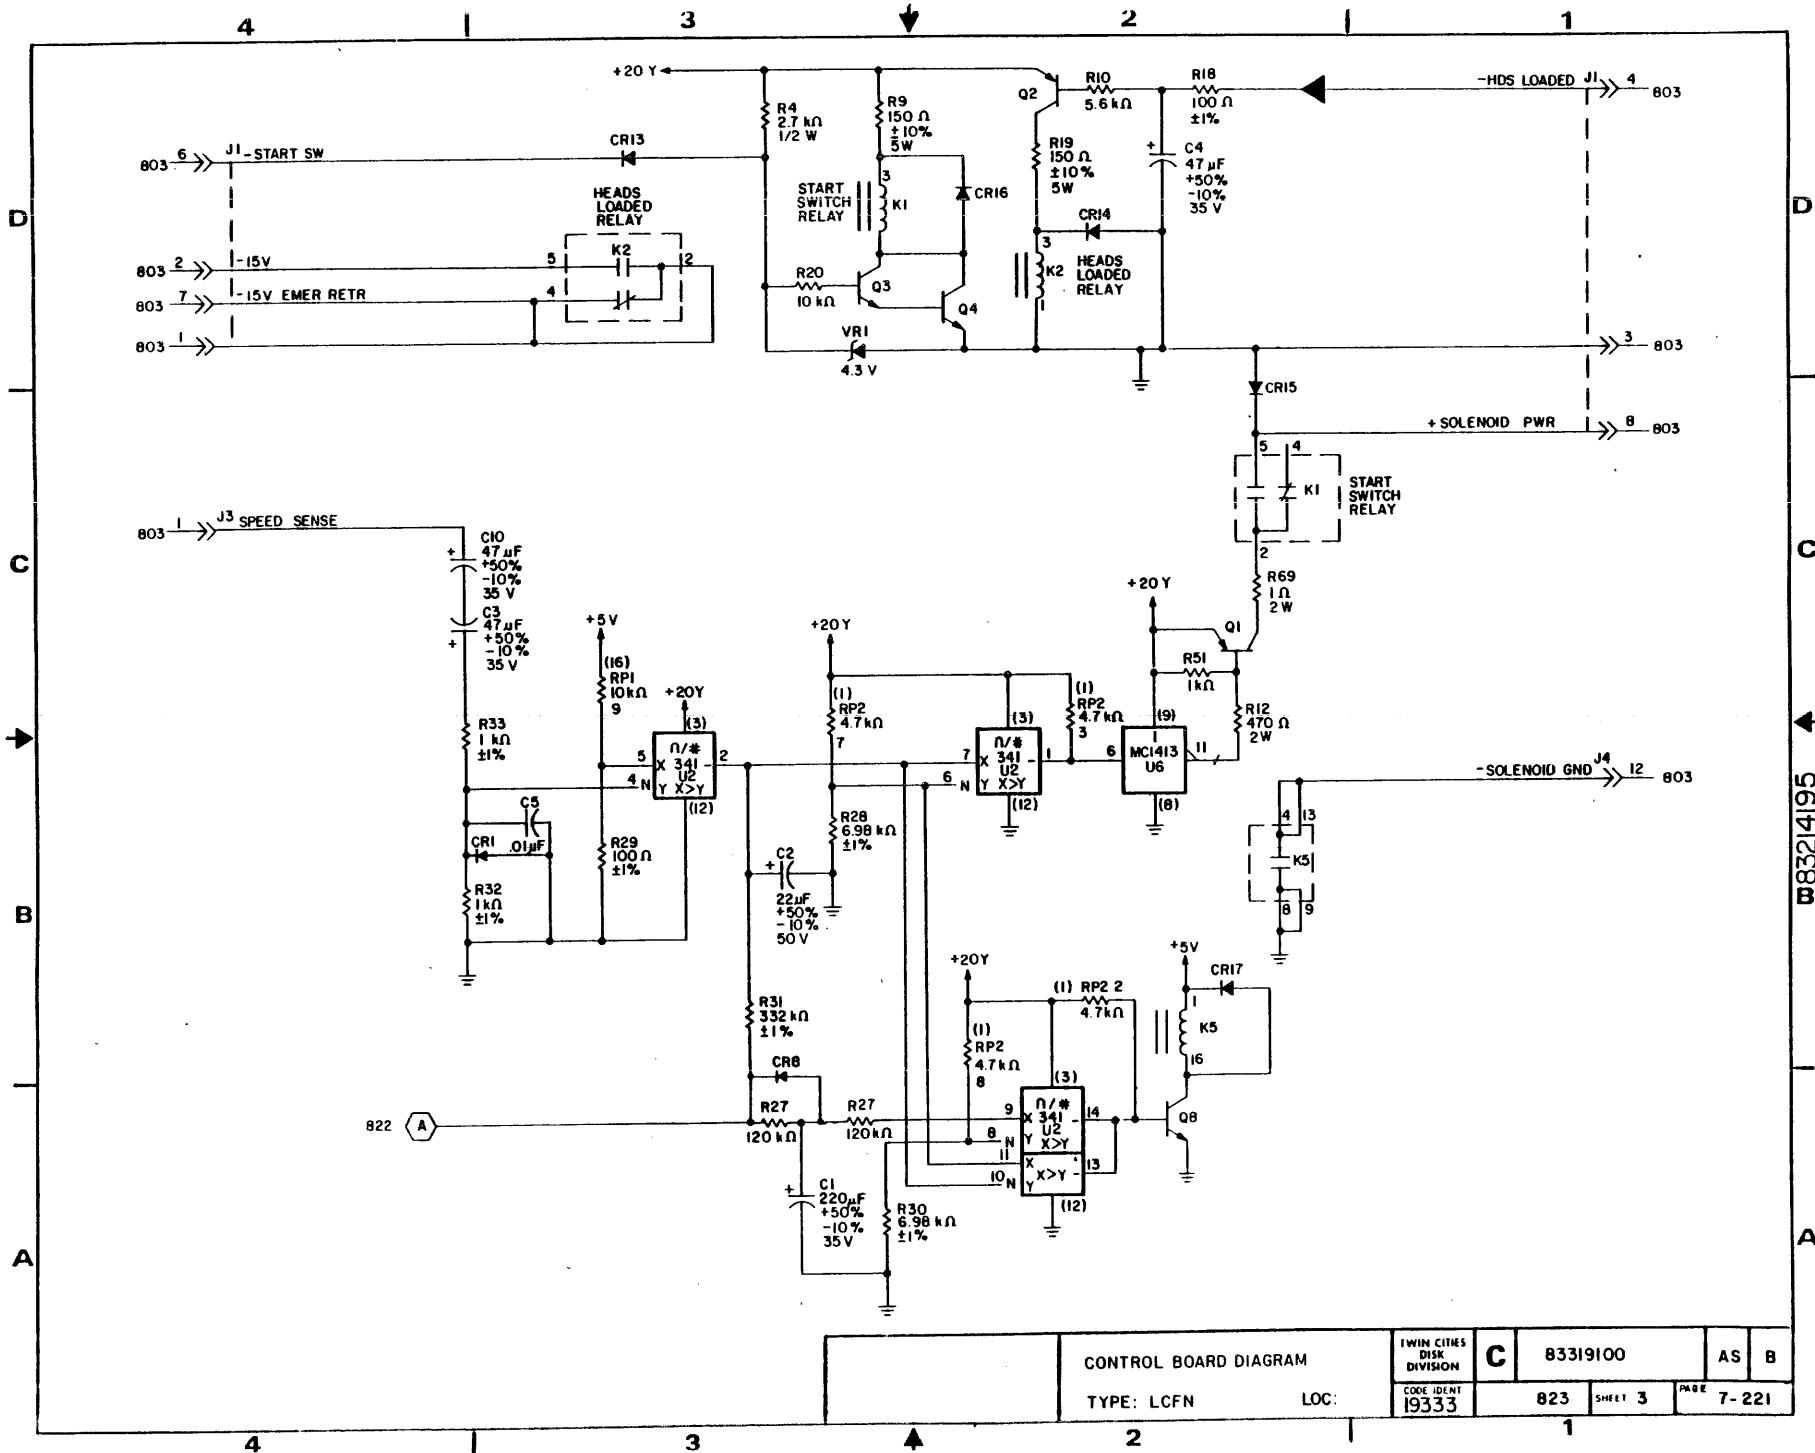 4 3 2 1
+20 Y
R4
2.7 kΩ
1/2 W
R9
150 Ω
±10%
5W
Q2
R10
5.6 kΩ
R18
100 Ω
±1%
-HDS LOADED J1 4 803
803 6 J1 -START SW
CR13
START
SWITCH
RELAY
3
K1
CR16
R19
150 Ω
±10%
5W
+ C4
47 µF
+50%
-10%
35 V
D
D
HEADS
LOADED
RELAY
CR14
803 2 -15V 5 K2 2
803 7 -15V EMER RETR 4
803 1
R20
10 kΩ
Q3
Q4
3
K2
1
HEADS
LOADED
RELAY
VR1
4.3 V
3 803
CR15
+ SOLENOID PWR 8 803
5 4
K1
START
SWITCH
RELAY
2
803 1 J3 SPEED SENSE
C
C
C10
+ 47 µF
+50%
-10%
35 V
C3
47 µF
+ +50%
-10%
35 V
R69
1 Ω
2W
+20 Y
Q1
R51
1kΩ
R12
470 Ω
2W
+5 V
(16)
RP1
10kΩ
9
+20Y
(3)
+20Y
(1)
RP2
4.7kΩ
7
(1)
RP2
4.7kΩ
3
(3)
(9)
R33
1 kΩ
±1%
5 X
∩/#
341
U2
2
4 N Y X>Y
(12)
7 X
∩/#
341
U2
1
6 N Y X>Y
(12)
6
MC1413
U6
11
(8)
-SOLENOID GND J4 12 803
4 13
K5
8 9
83214195
C5
.01µF
CR1
R32
1kΩ
±1%
R29
100 Ω
±1%
R28
6.98 kΩ
±1%
+ C2
22µF
+50%
-10%
50 V
B
B
R31
332 kΩ
±1%
CR8
+20Y
(1)
RP2
4.7kΩ
8
(1) RP2 2
4.7kΩ
(3)
+5V
CR17
1
K5
16
822 A
R27
120 kΩ
R27
120kΩ
9 X
∩/#
341
U2
14
8 N Y X>Y
11 X
X>Y
13
10 N Y
(12)
Q8
+ C1
220µF
+50%
-10%
35V
R30
6.98 kΩ
±1%
A
A
CONTROL BOARD DIAGRAM
TYPE: LCFN LOC:
TWIN CITIES
DISK
DIVISION
C 83319100 AS B
CODE IDENT
19333
823 SHEET 3 PAGE 7-221
4 3 2 1